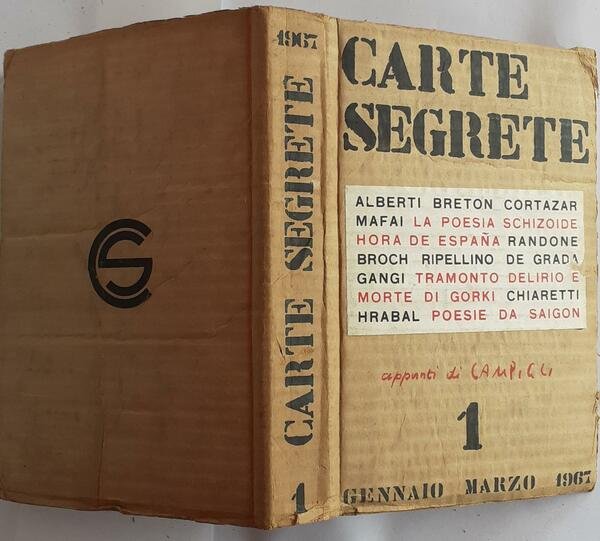 CS
1967
CARTE SEGRETE
1
CARTE
SEGRETE
ALBERTI BRETON CORTAZAR
MAFAI LA POESIA SCHIZOIDE
HORA DE ESPAÑA RANDONE
BROCH RIPELLINO DE GRADA
GANGI TRAMONTO DELIRIO E
MORTE DI GORKI CHIARETTI
HRABAL POESIE DA SAIGON
appunti di CAMPIGLI
1
GENNAIO MARZO 1967